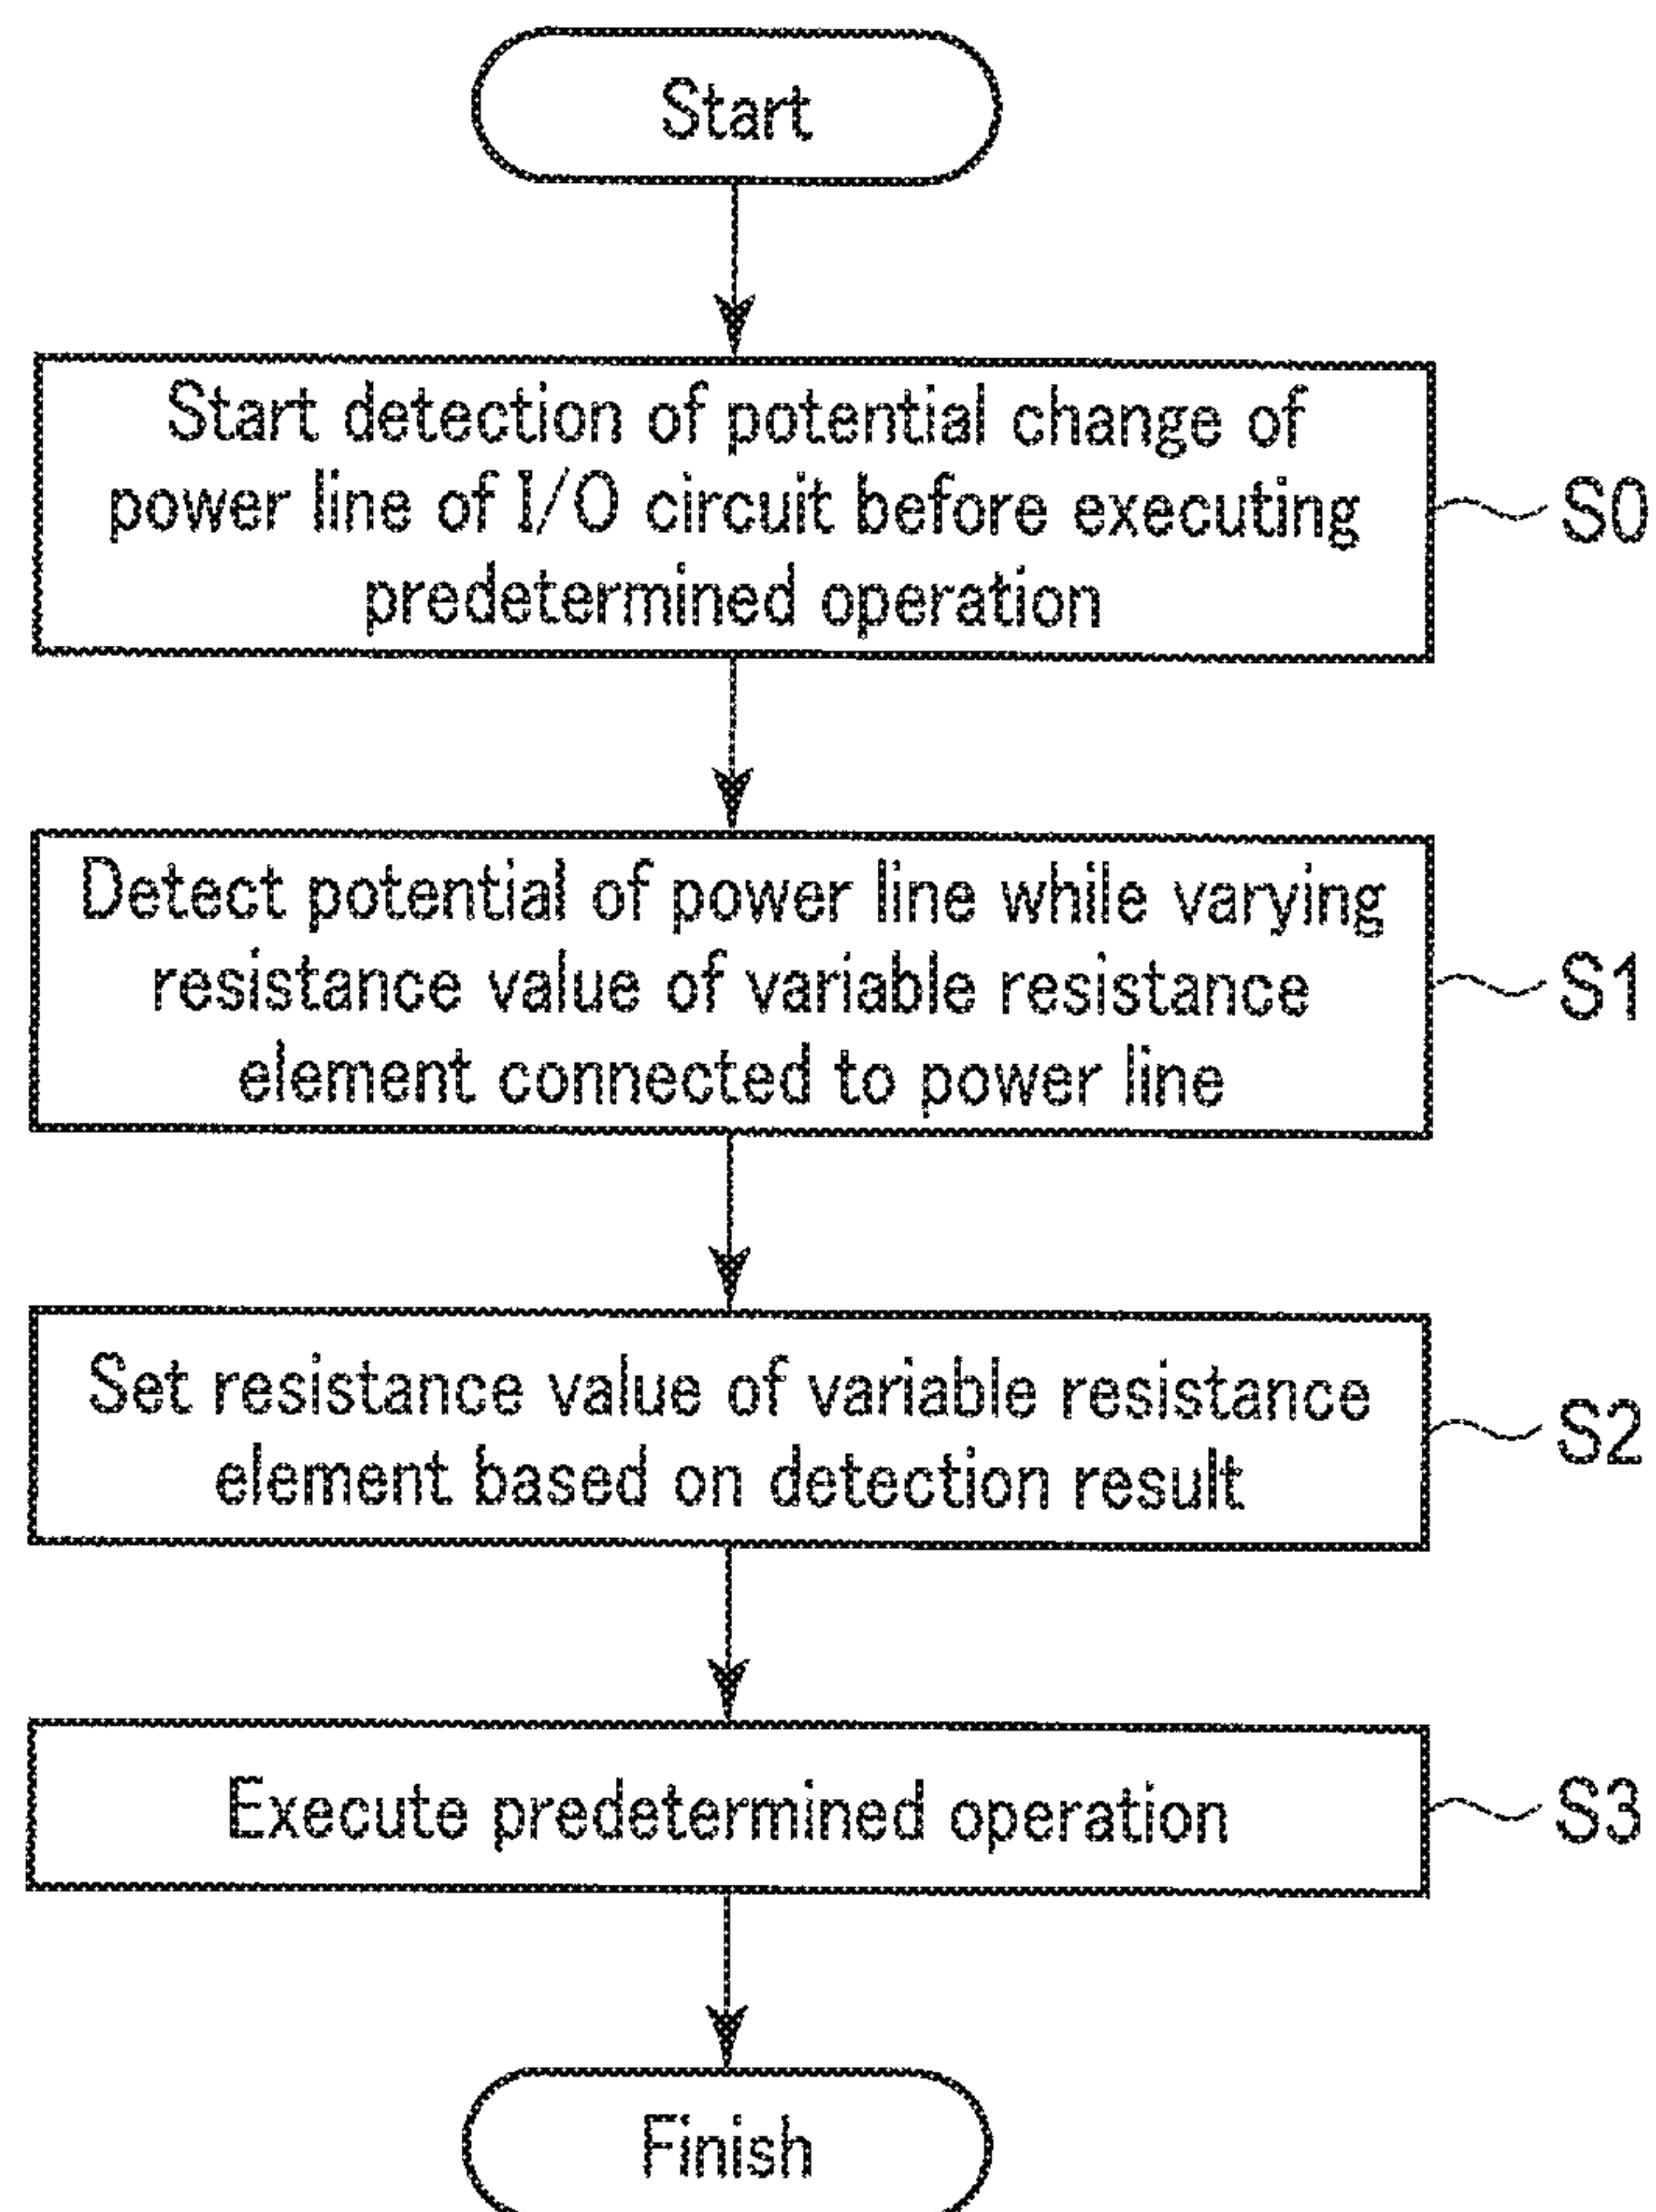 Start
Start detection of potential change of
power line of I/O circuit before executing
predetermined operation
S0
Detect potential of power line while varying
resistance value of variable resistance
element connected to power line
S1
Set resistance value of variable resistance
element based on detection result
S2
Execute predetermined operation
S3
Finish